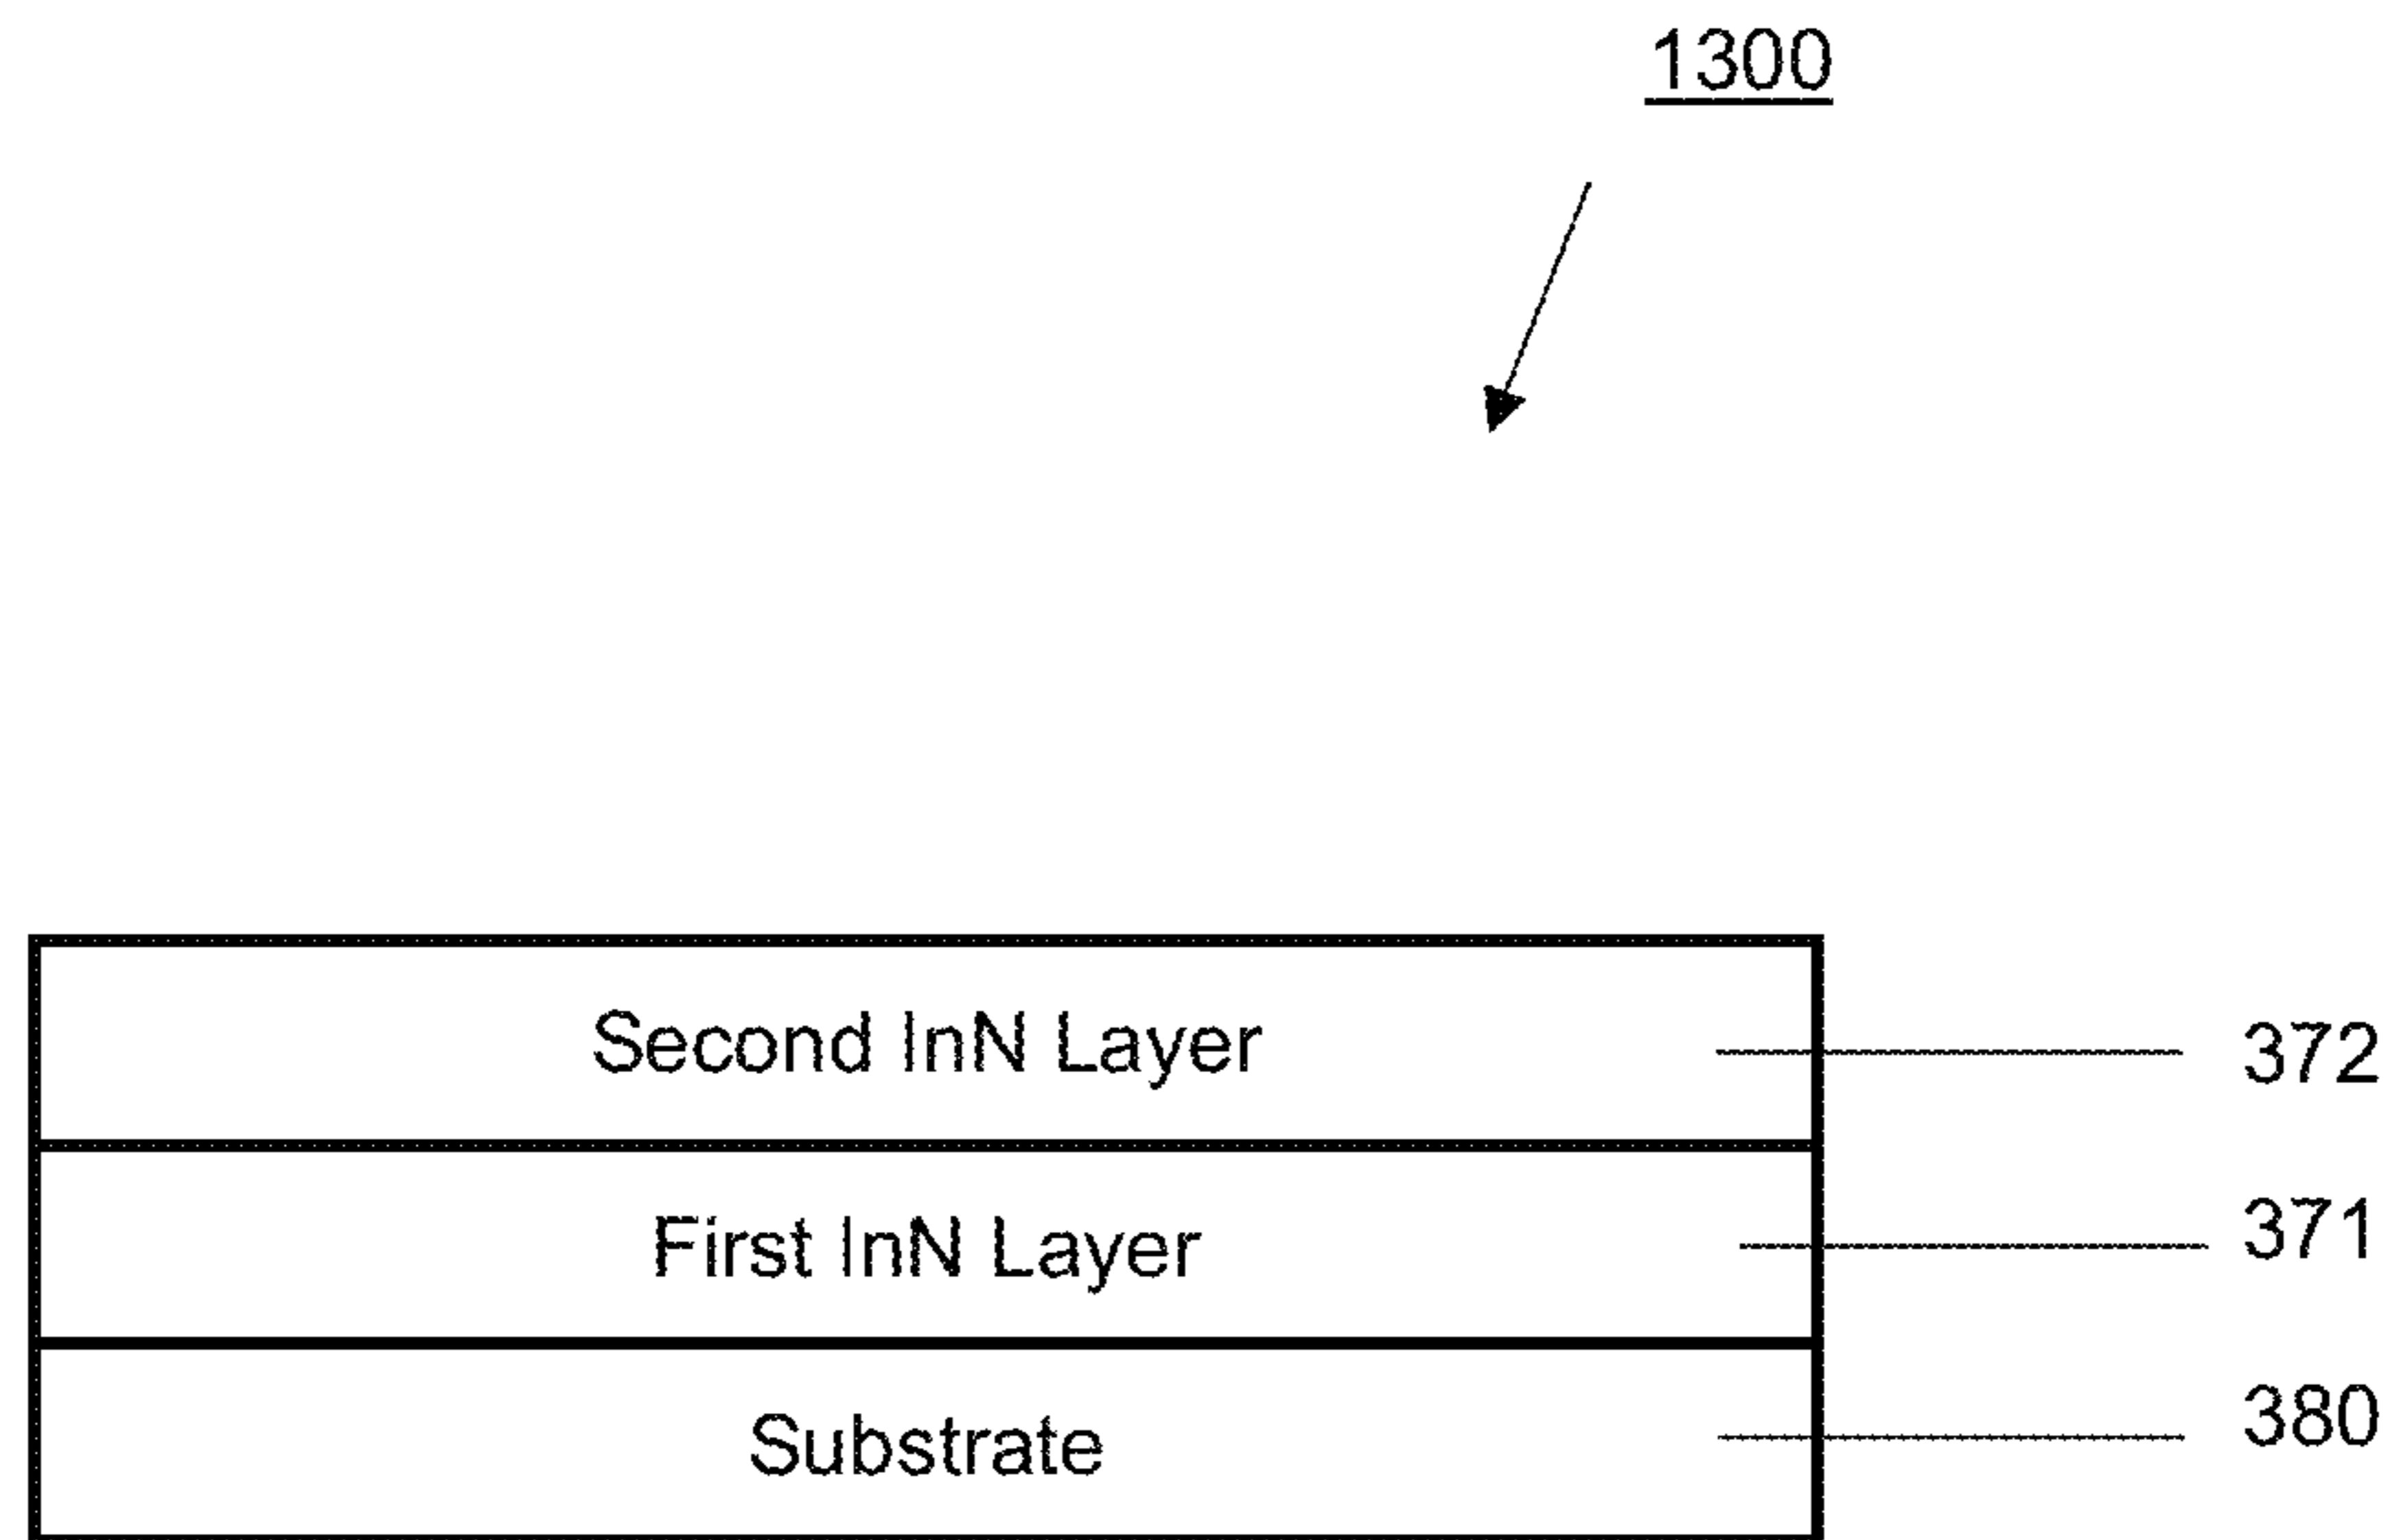 1300
Second InN Layer
372
First InN Layer
371
Substrate
380